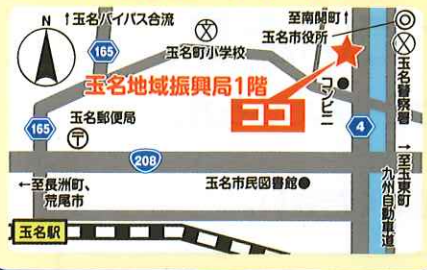 N
↑玉名バイパス合流
至南関町↑
玉名市役所
165
玉名町小学校
玉名地域振興局1階
ココ
コンビニ
玉名警察署
165
玉名郵便局
〒
4
208
→至玉東町
←至長洲町、
荒尾市
玉名市民図書館●
九州自動車道
玉名駅